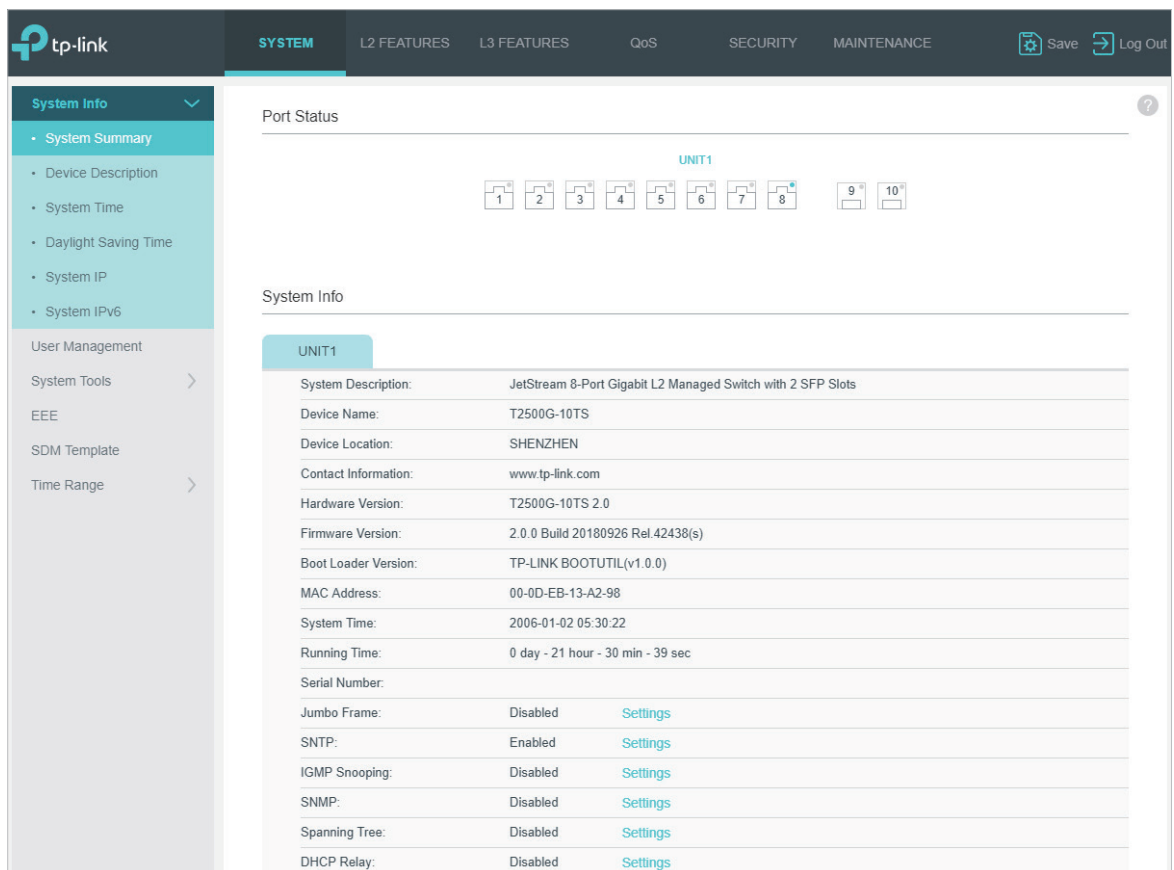 tp-link
SYSTEM L2 FEATURES L3 FEATURES QoS SECURITY MAINTENANCE Save Log Out
System Info
• System Summary
• Device Description
• System Time
• Daylight Saving Time
• System IP
• System IPv6
User Management
System Tools
EEE
SDM Template
Time Range
?
Port Status
UNIT1
1 2 3 4 5 6 7 8 9 10
System Info
UNIT1
System Description: JetStream 8-Port Gigabit L2 Managed Switch with 2 SFP Slots
Device Name: T2500G-10TS
Device Location: SHENZHEN
Contact Information: www.tp-link.com
Hardware Version: T2500G-10TS 2.0
Firmware Version: 2.0.0 Build 20180926 Rel.42438(s)
Boot Loader Version: TP-LINK BOOTUTIL(v1.0.0)
MAC Address: 00-0D-EB-13-A2-98
System Time: 2006-01-02 05:30:22
Running Time: 0 day - 21 hour - 30 min - 39 sec
Serial Number:
Jumbo Frame: Disabled Settings
SNTP: Enabled Settings
IGMP Snooping: Disabled Settings
SNMP: Disabled Settings
Spanning Tree: Disabled Settings
DHCP Relay: Disabled Settings